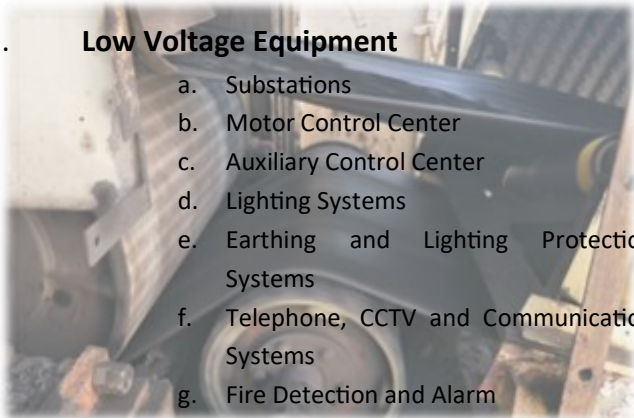 . Low Voltage Equipment
a. Substations
b. Motor Control Center
c. Auxiliary Control Center
d. Lighting Systems
e. Earthing and Lighting Protectio
Systems
f. Telephone, CCTV and Communicatio
Systems
g. Fire Detection and Alarm